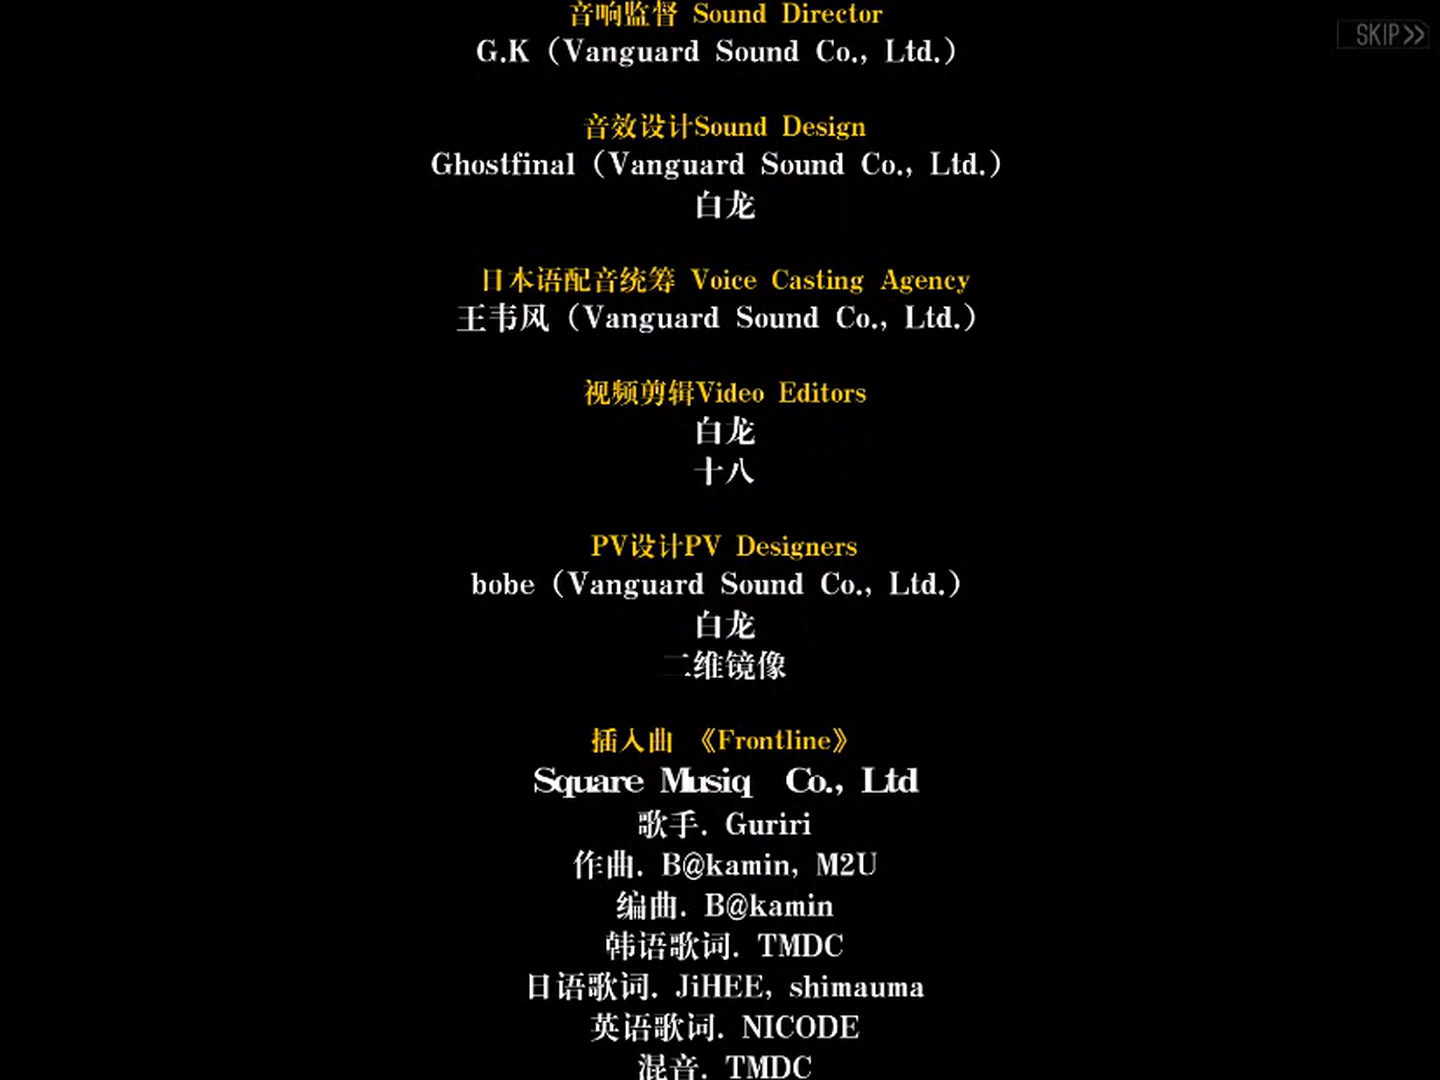 音响监督 Sound Director
SKIP
G.K（Vanguard Sound Co., Ltd.）
音效设计Sound Design
Ghostfinal（Vanguard Sound Co., Ltd.）
白龙
日本语配音统筹 Voice Casting Agency
王韦风（Vanguard Sound Co., Ltd.）
视频剪辑Video Editors
白龙
十八
PV设计PV Designers
bobe（Vanguard Sound Co., Ltd.）
白龙
二维镜像
插入曲 《Frontline》
Square Musiq Co., Ltd
歌手. Guriri
作曲. B@kamin, M2U
编曲. B@kamin
韩语歌词. TMDC
日语歌词. JiHEE, shimauma
英语歌词. NICODE
混音. TMDC